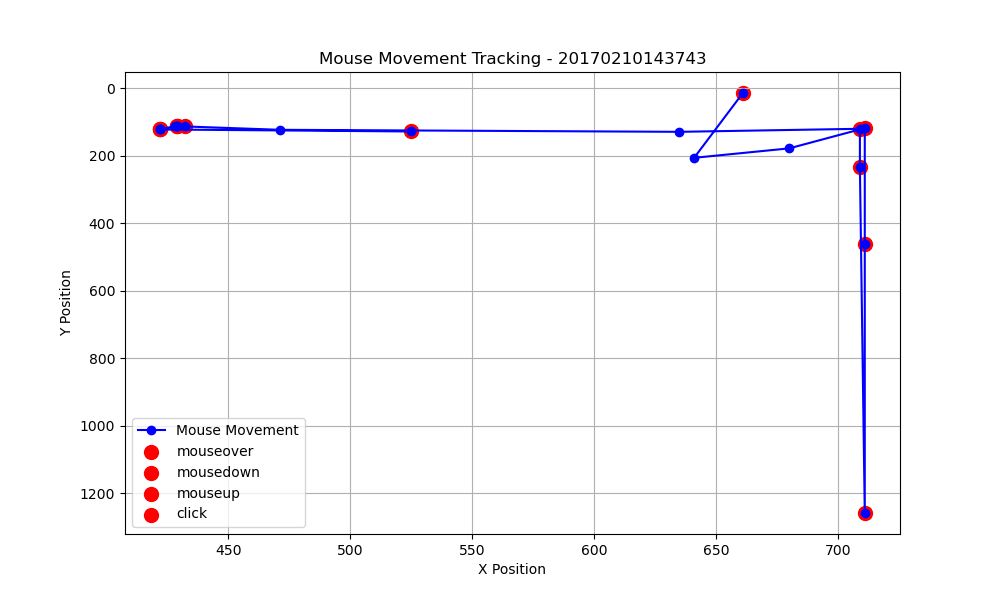 Mouse Movement Tracking - 20170210143743
0
200
400
600
800
1000
1200
Y Position
Mouse Movement
mouseover
mousedown
mouseup
click
450
500
550
600
650
700
X Position